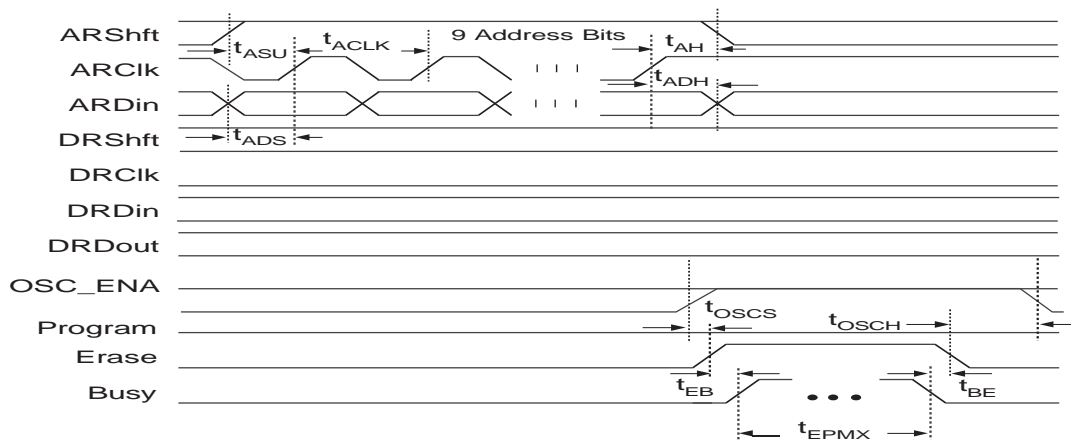 ARShft
tASU tACLK 9 Address Bits tAH
ARClk
tADH
ARDin
tADS
DRShft
DRClk
DRDin
DRDout
OSC_ENA
tOSCS tOSCH
Program
Erase
tEB tBE
Busy
tEPMX